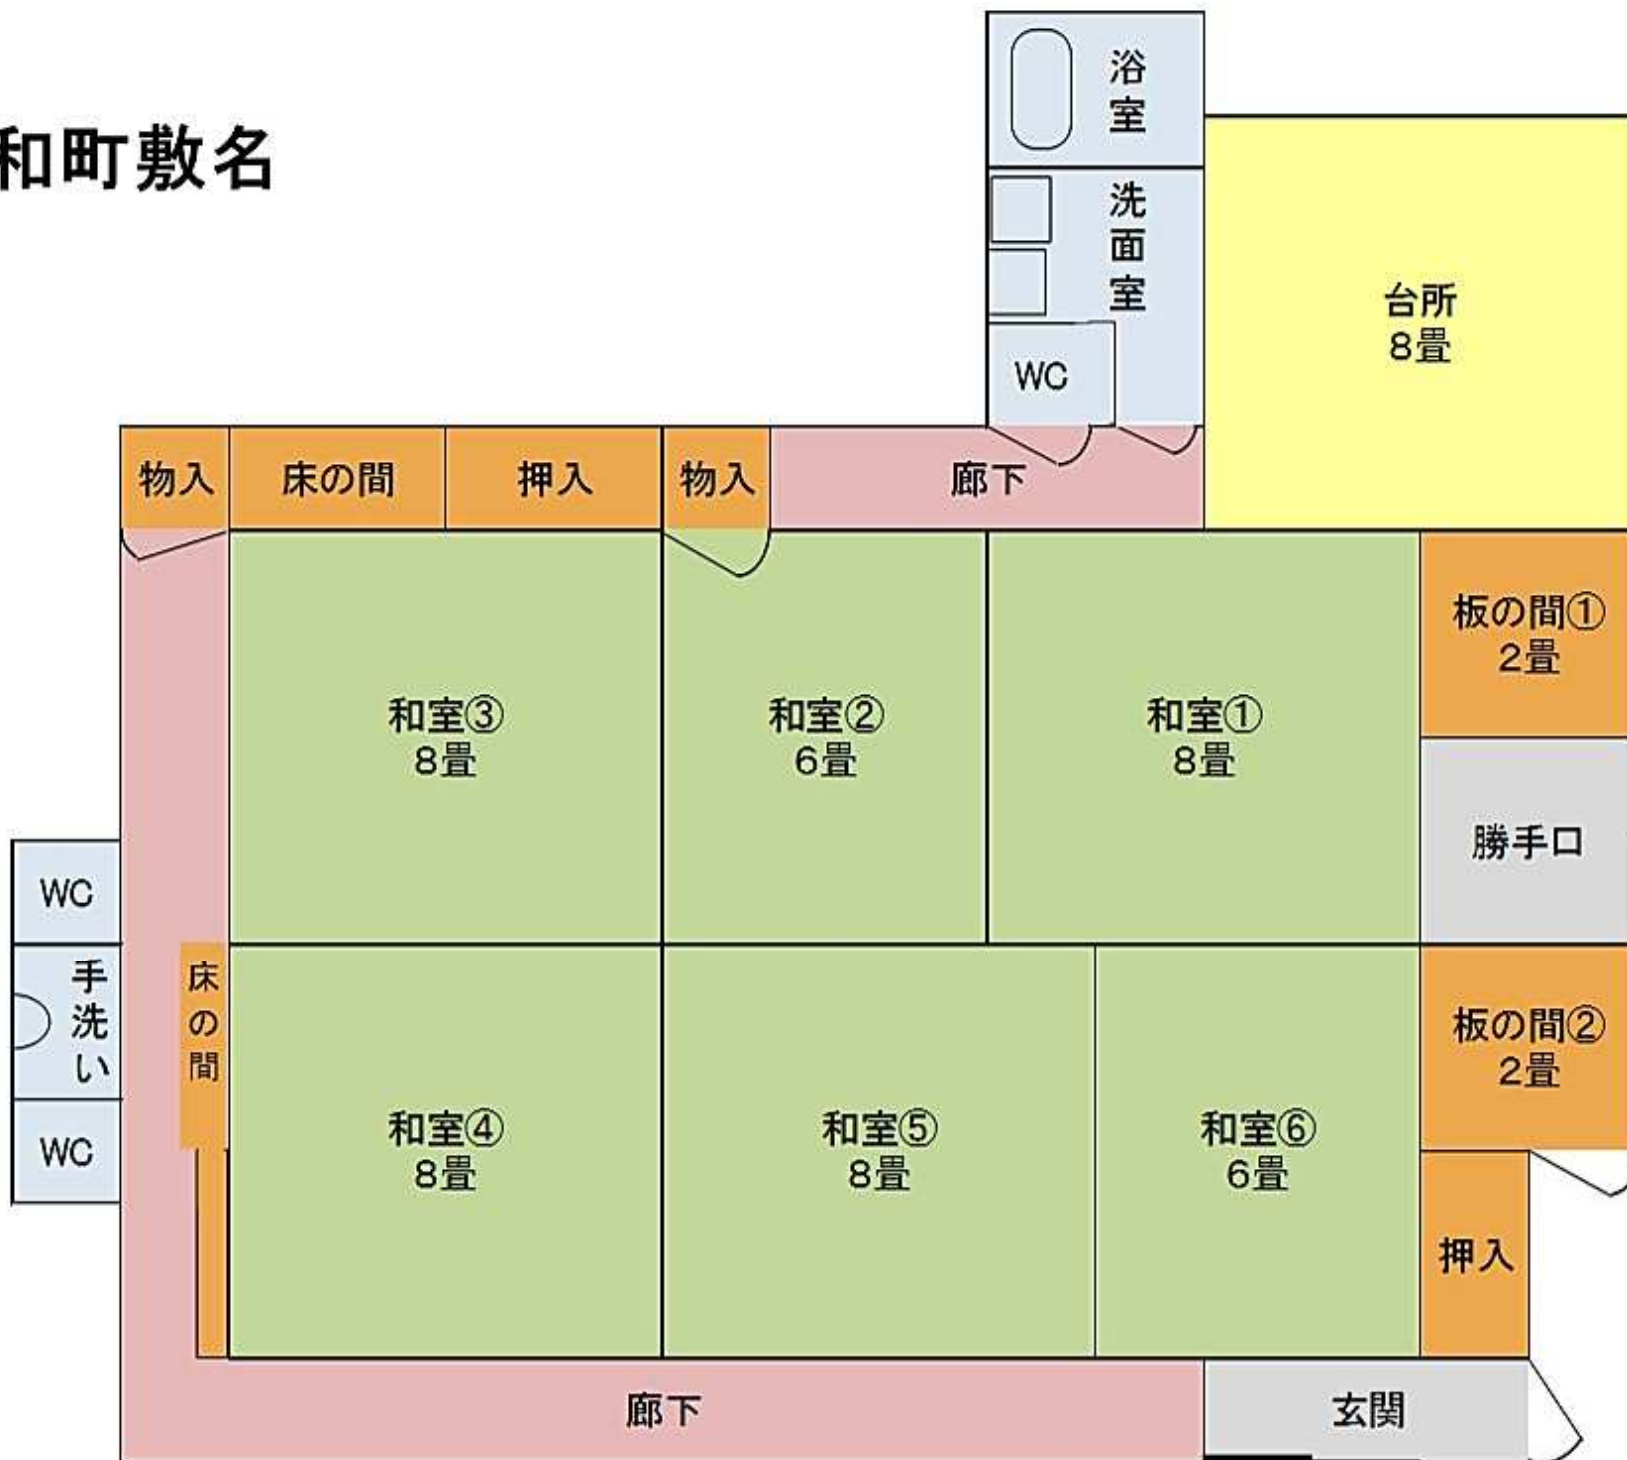 和町敷名
浴室
洗面室
WC
台所
8畳
物入
床の間
押入
物入
廊下
和室③
8畳
和室②
6畳
和室①
8畳
板の間①
2畳
勝手口
WC
手洗い
WC
床の間
和室④
8畳
和室⑤
8畳
和室⑥
6畳
板の間②
2畳
押入
廊下
玄関